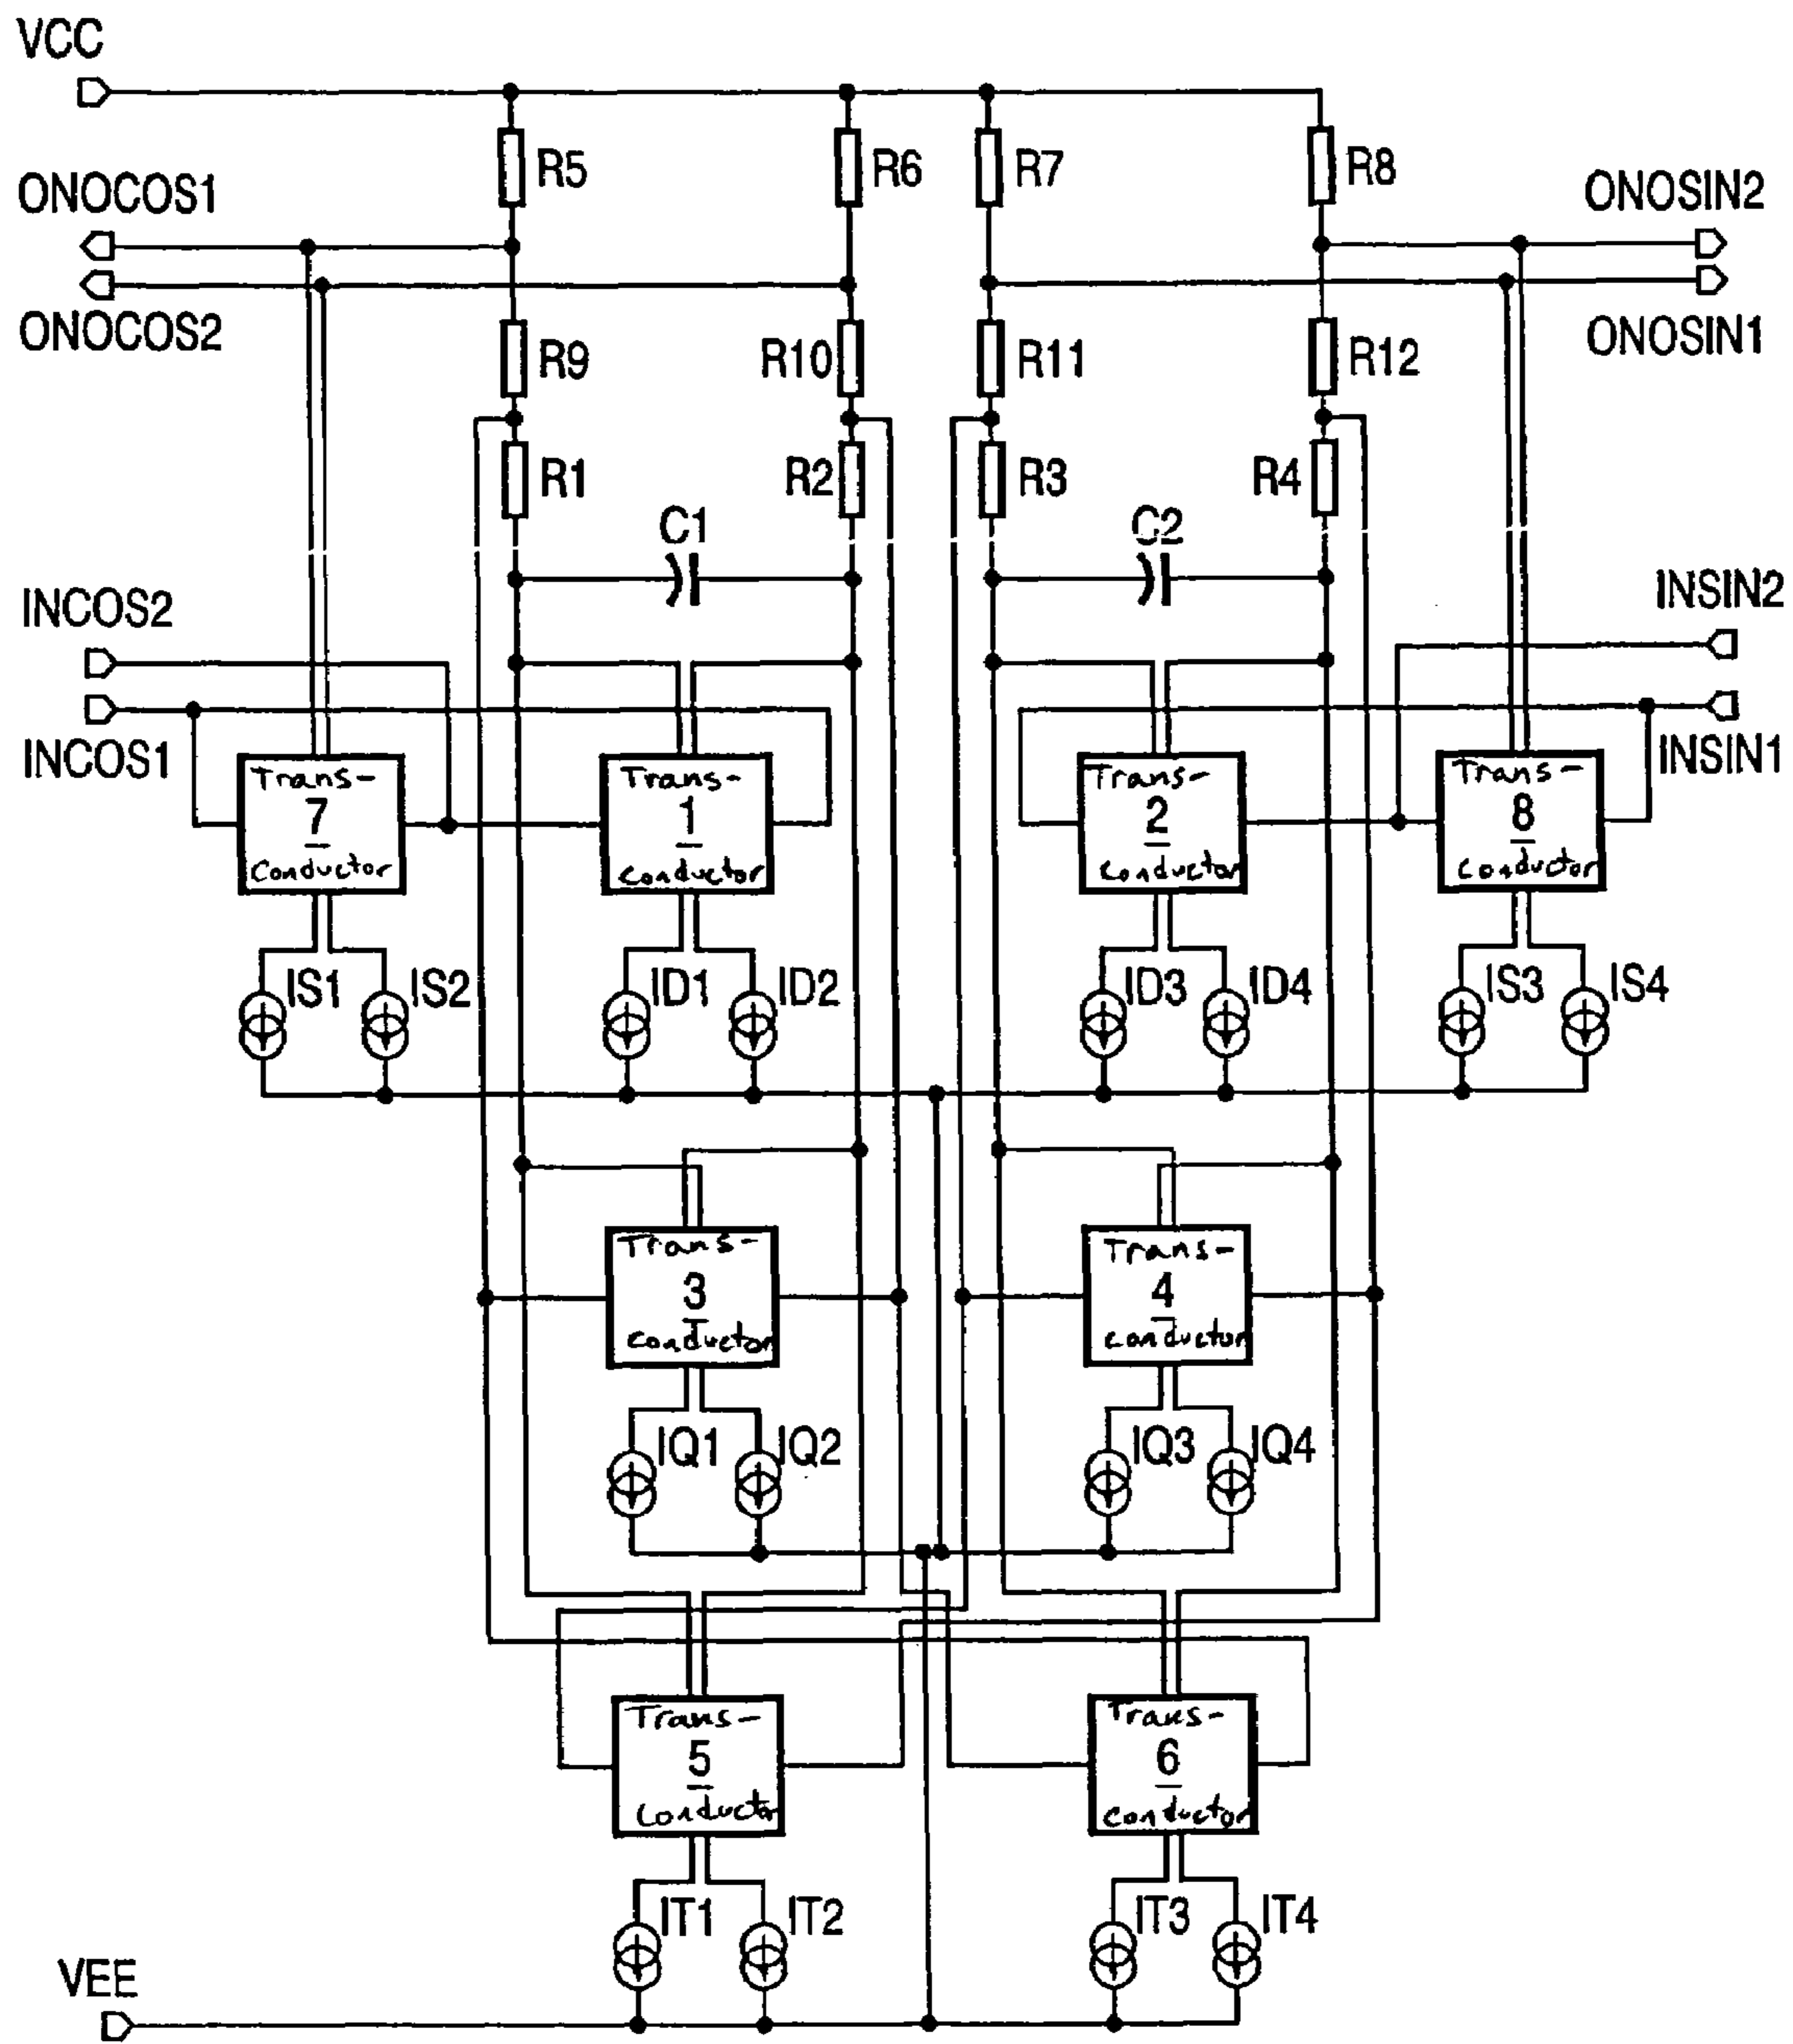 VCC
R5
R6
R7
R8
ONOCOS1
ONOSIN2
ONOCOS2
ONOSIN1
R9
R10
R11
R12
R1
R2
R3
R4
C1
C2
INCOS2
INSIN2
INCOS1
INSIN1
Trans-
7
Conductor
Trans-
1
conductor
Trans-
2
conductor
Trans-
8
conductor
IS1
IS2
ID1
ID2
ID3
ID4
IS3
IS4
Trans-
3
conductor
Trans-
4
conductor
IQ1
IQ2
IQ3
IQ4
Trans-
5
conductor
Trans-
6
conductor
IT1
IT2
IT3
IT4
VEE